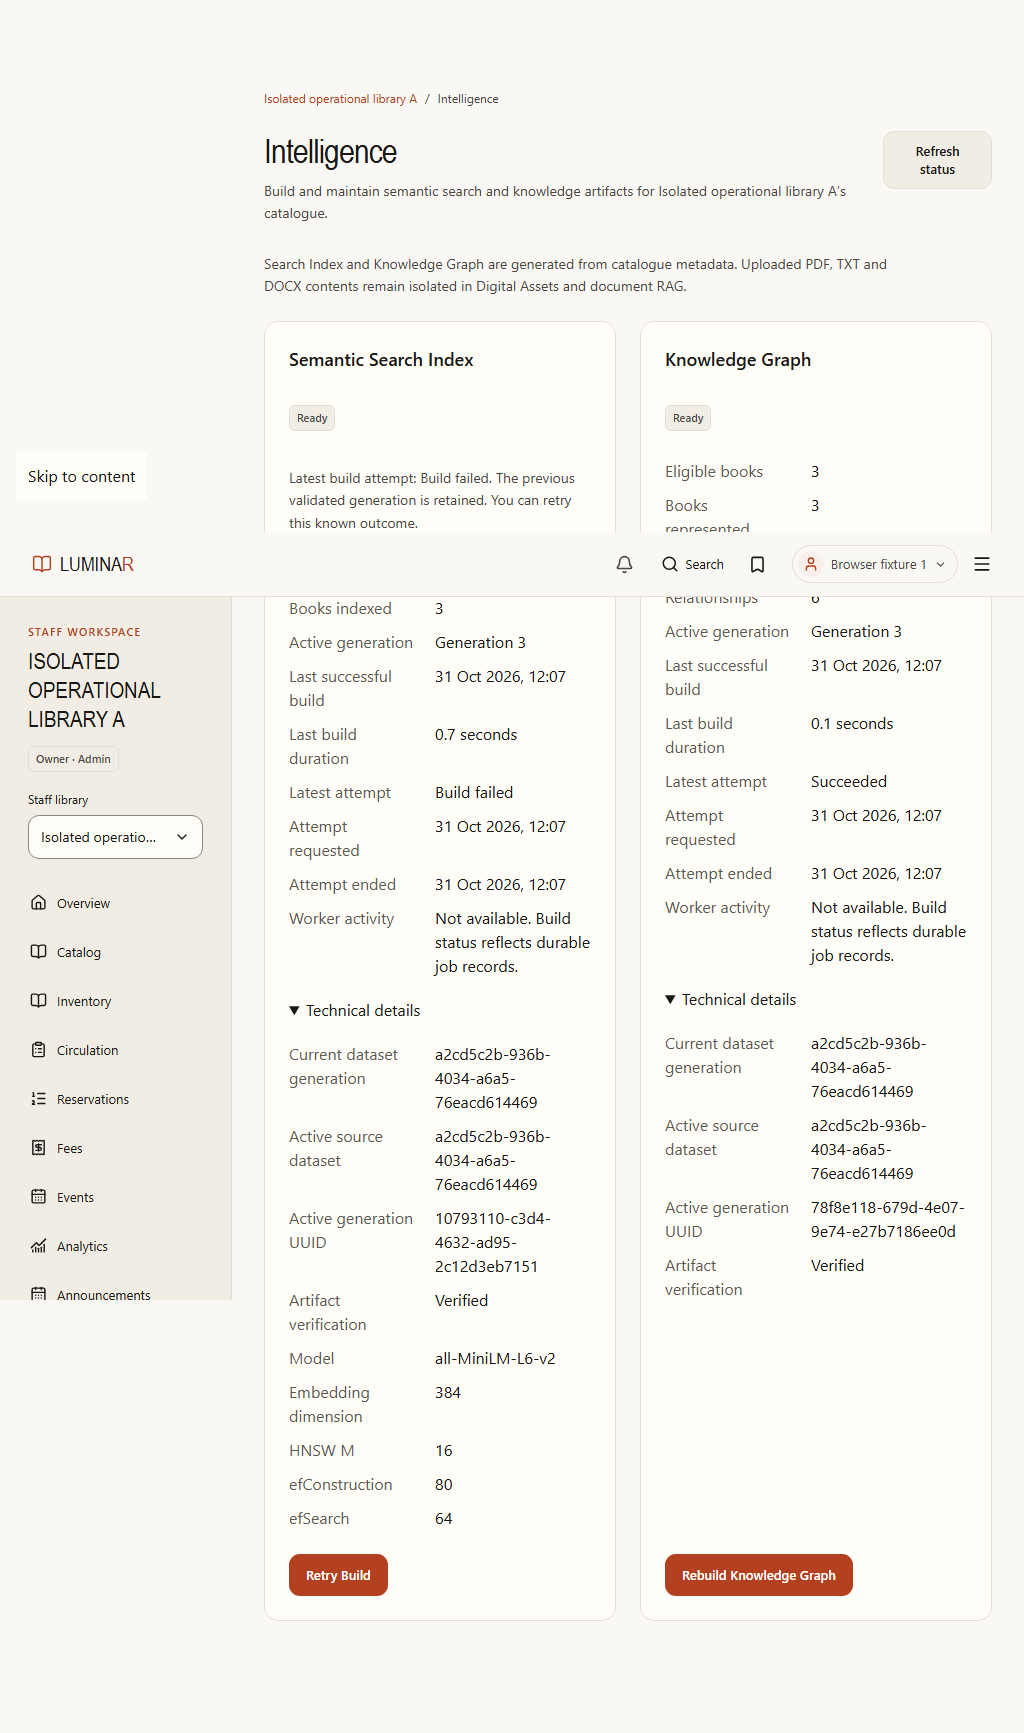 Isolated operational library A / Intelligence
Intelligence
Refresh
status
Build and maintain semantic search and knowledge artifacts for Isolated operational library A's
catalogue.
Search Index and Knowledge Graph are generated from catalogue metadata. Uploaded PDF, TXT and
DOCX contents remain isolated in Digital Assets and document RAG.
Semantic Search Index
Ready
Latest build attempt: Build failed. The previous
validated generation is retained. You can retry
this known outcome.
Knowledge Graph
Ready
Eligible books 3
Books
represented
3
Skip to content
LUMINAR
Search
Browser fixture 1
STAFF WORKSPACE
ISOLATED
OPERATIONAL
LIBRARY A
Owner · Admin
Staff library
Isolated operatio...
Overview
Catalog
Inventory
Circulation
Reservations
Fees
Events
Analytics
Announcements
Books indexed 3
Active generation Generation 3
Last successful
build
31 Oct 2026, 12:07
Last build
duration
0.7 seconds
Latest attempt Build failed
Attempt
requested
31 Oct 2026, 12:07
Attempt ended 31 Oct 2026, 12:07
Worker activity Not available. Build
status reflects durable
job records.
Technical details
Current dataset
generation
a2cd5c2b-936b-
4034-a6a5-
76eacd614469
Active source
dataset
a2cd5c2b-936b-
4034-a6a5-
76eacd614469
Active generation
UUID
10793110-c3d4-
4632-ad95-
2c12d3eb7151
Artifact
verification
Verified
Model all-MiniLM-L6-v2
Embedding
dimension
384
HNSW M 16
efConstruction 80
efSearch 64
Retry Build
Relationships 6
Active generation Generation 3
Last successful
build
31 Oct 2026, 12:07
Last build
duration
0.1 seconds
Latest attempt Succeeded
Attempt
requested
31 Oct 2026, 12:07
Attempt ended 31 Oct 2026, 12:07
Worker activity Not available. Build
status reflects durable
job records.
Technical details
Current dataset
generation
a2cd5c2b-936b-
4034-a6a5-
76eacd614469
Active source
dataset
a2cd5c2b-936b-
4034-a6a5-
76eacd614469
Active generation
UUID
78f8e118-679d-4e07-
9e74-e27b7186ee0d
Artifact
verification
Verified
Rebuild Knowledge Graph